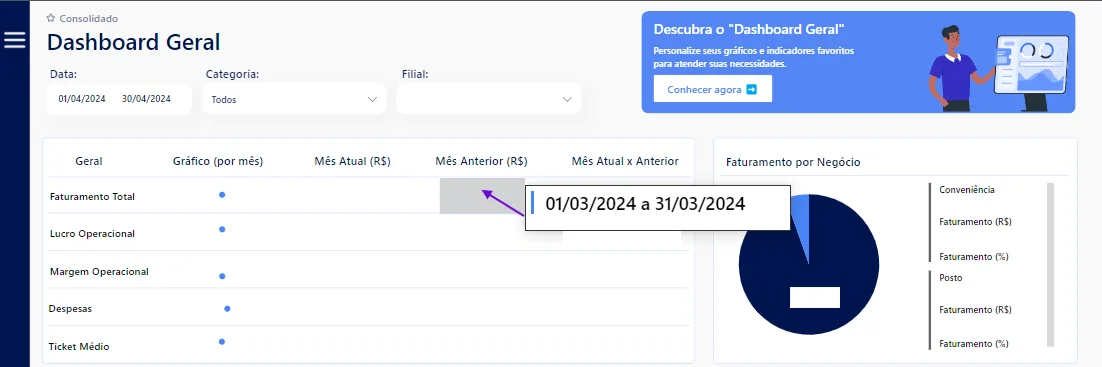 Consolidado
Dashboard Geral
Data:
Categoria:
Filial:
01/04/2024 30/04/2024
Todos
Descubra o "Dashboard Geral"
Personalize seus gráficos e indicadores favoritos
para atender suas necessidades.
Conhecer agora
Geral Gráfico (por mês) Mês Atual (R$) Mês Anterior (R$) Mês Atual x Anterior
Faturamento Total
01/03/2024 a 31/03/2024
Lucro Operacional
Margem Operacional
Despesas
Ticket Médio
Faturamento por Negócio
Conveniência
Faturamento (R$)
Faturamento (%)
Posto
Faturamento (R$)
Faturamento (%)